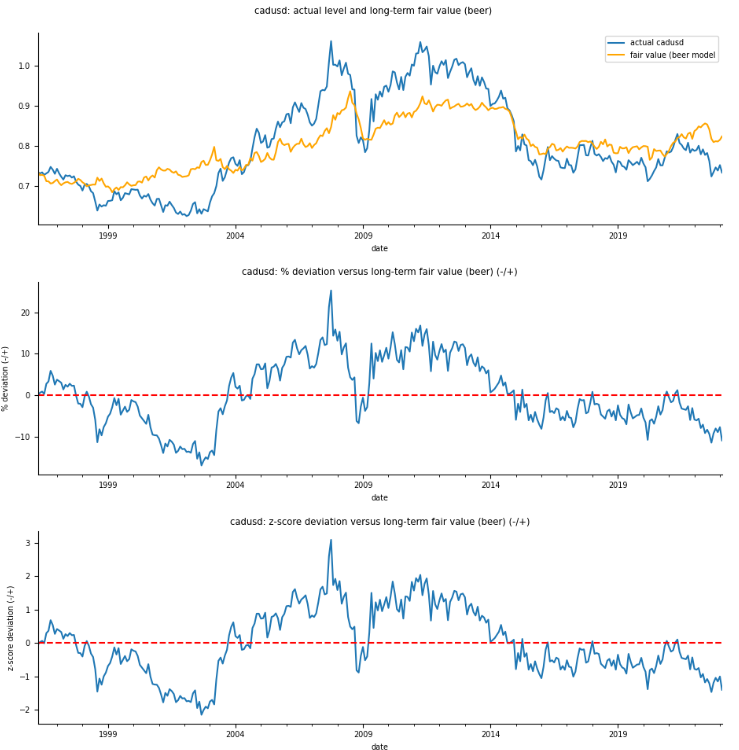 cadusd: actual level and long-term fair value (beer)
actual cadusd
fair value (beer model
1.0
0.9
0.8
0.7
1999
2004
2009
2014
2019
date
cadusd: % deviation versus long-term fair value (beer) (-/+)
% deviation (-/+)
20
10
0
−10
1999
2004
2009
2014
2019
date
cadusd: z-score deviation versus long-term fair value (beer) (-/+)
z-score deviation (-/+)
3
2
1
0
−1
−2
1999
2004
2009
2014
2019
date